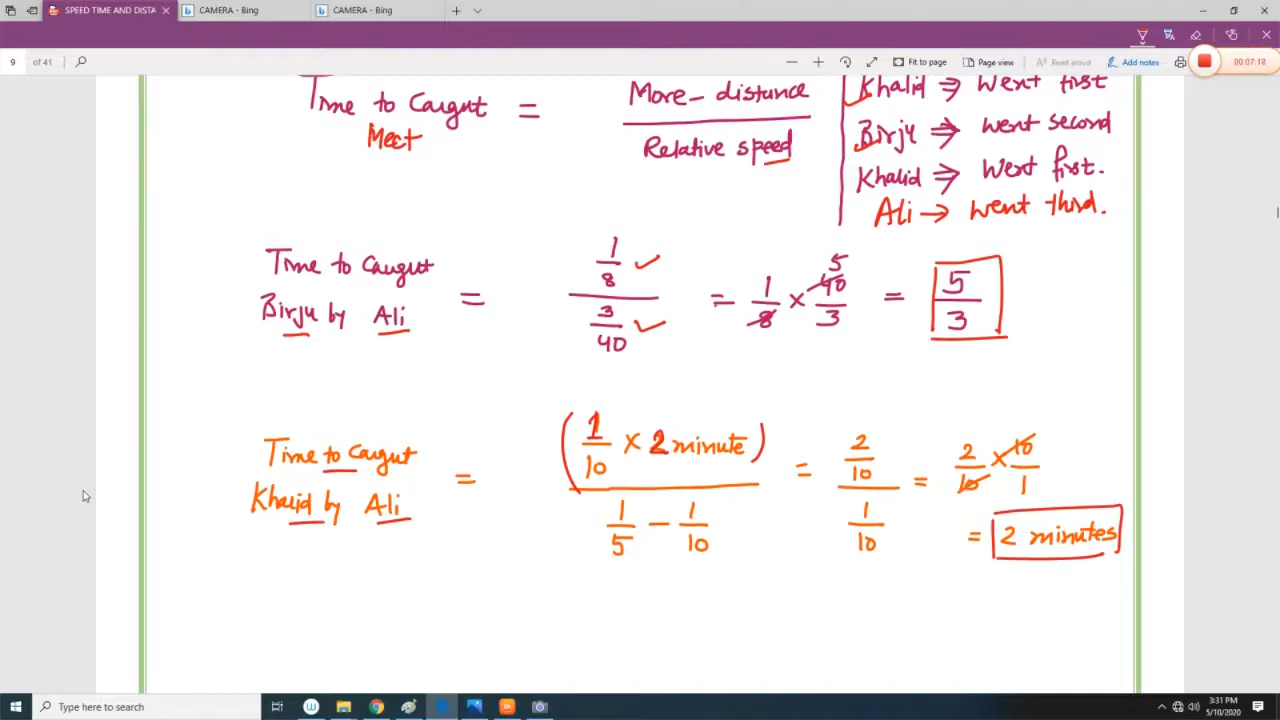 SPEED TIME AND DISTA
CAMERA - Bing
CAMERA - Bing
9 of 41
Fit to page
Page view
Read aloud
Add notes
00:07:18
Time to Caught = More- distance
Meet
Relative speed
Khalid ⇒ Went first
Birju ⇒ Went second
Khalid ⇒ Went first.
Ali → Went third.
Time to Caught
Birju by Ali
= 1/8 / 3/40 = 1/8 × 40/3 = 5/3
5
Time to Caught
Khalid by Ali
= (1/10 × 2 minute) / 1/5 - 1/10 = 2/10 / 1/10 = 2/10 × 10/1
= 2 minutes
Type here to search
3:31 PM
5/10/2020